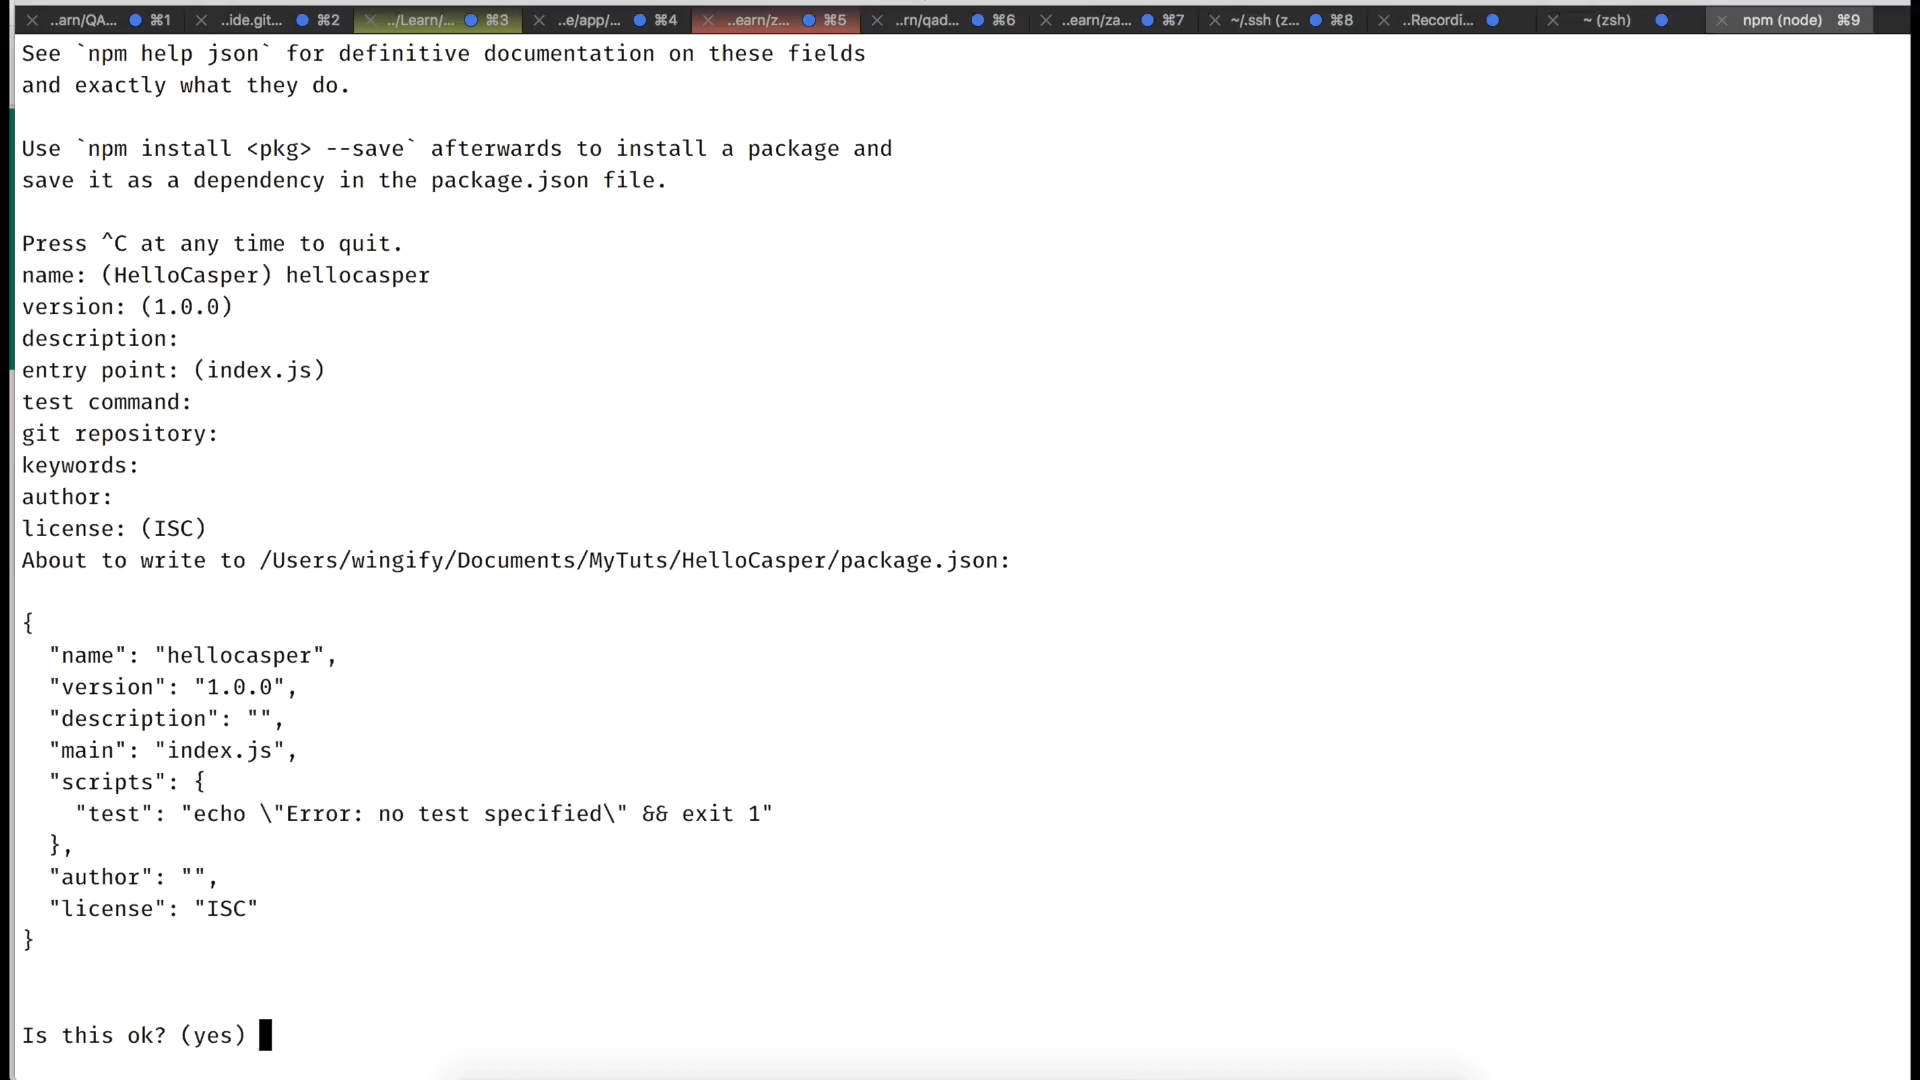 ..arn/QA... ⌘1 ..ide.git... ⌘2 ../Learn/... ⌘3 ..e/app/... ⌘4 ..earn/z... ⌘5 ..rn/qad... ⌘6 ..earn/za... ⌘7 ~/.ssh (z... ⌘8 ..Recordi... ~ (zsh) npm (node) ⌘9
See `npm help json` for definitive documentation on these fields
and exactly what they do.
Use `npm install <pkg> --save` afterwards to install a package and
save it as a dependency in the package.json file.
Press ^C at any time to quit.
name: (HelloCasper) hellocasper
version: (1.0.0)
description:
entry point: (index.js)
test command:
git repository:
keywords:
author:
license: (ISC)
About to write to /Users/wingify/Documents/MyTuts/HelloCasper/package.json:
{
  "name": "hellocasper",
  "version": "1.0.0",
  "description": "",
  "main": "index.js",
  "scripts": {
    "test": "echo \"Error: no test specified\" && exit 1"
  },
  "author": "",
  "license": "ISC"
}
Is this ok? (yes)